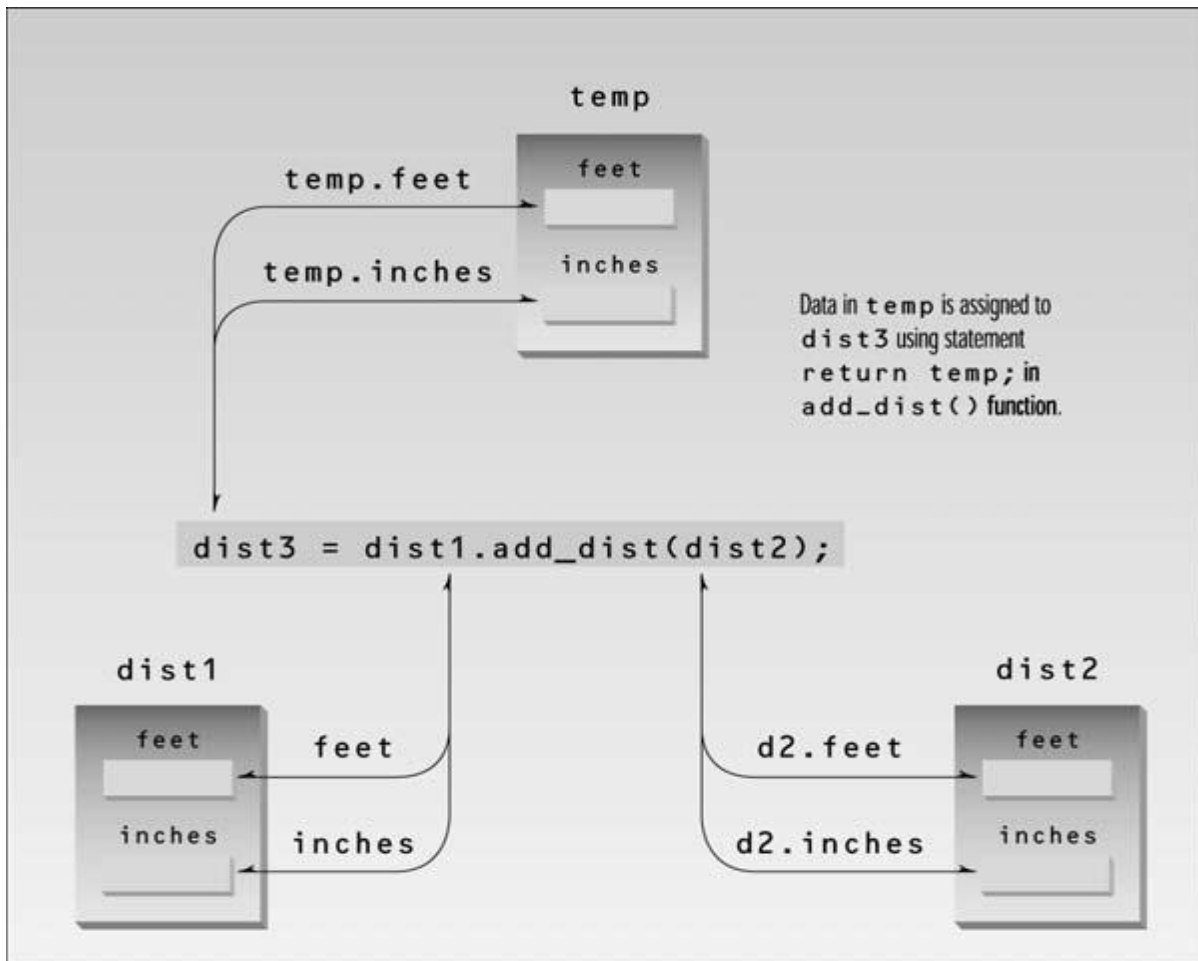 temp
feet
temp.feet
inches
temp.inches
Data in temp is assigned to
dist3 using statement
return temp; in
add_dist() function.
dist3 = dist1.add_dist(dist2);
dist1
feet
feet
inches
inches
dist2
d2.feet
feet
d2.inches
inches